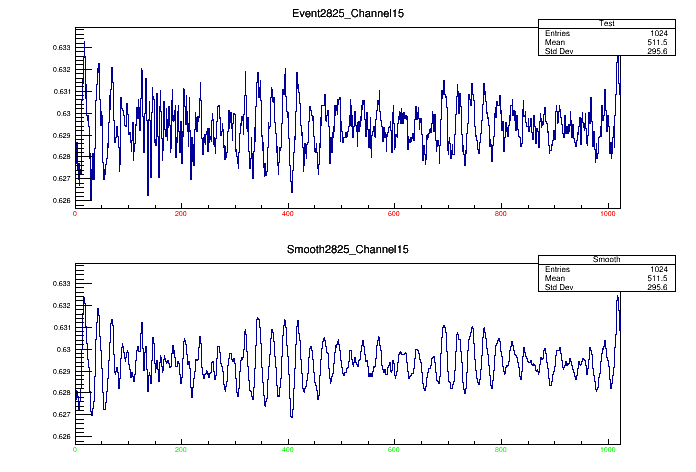 Event2825_Channel15
Test
Entries 1024
Mean 511.5
Std Dev 295.6
0.633
0.632
0.631
0.63
0.629
0.628
0.627
0.626
0 200 400 600 800 1000
Smooth2825_Channel15
Smooth
Entries 1024
Mean 511.5
Std Dev 295.6
0.633
0.632
0.631
0.63
0.629
0.628
0.627
0.626
0 200 400 600 800 1000